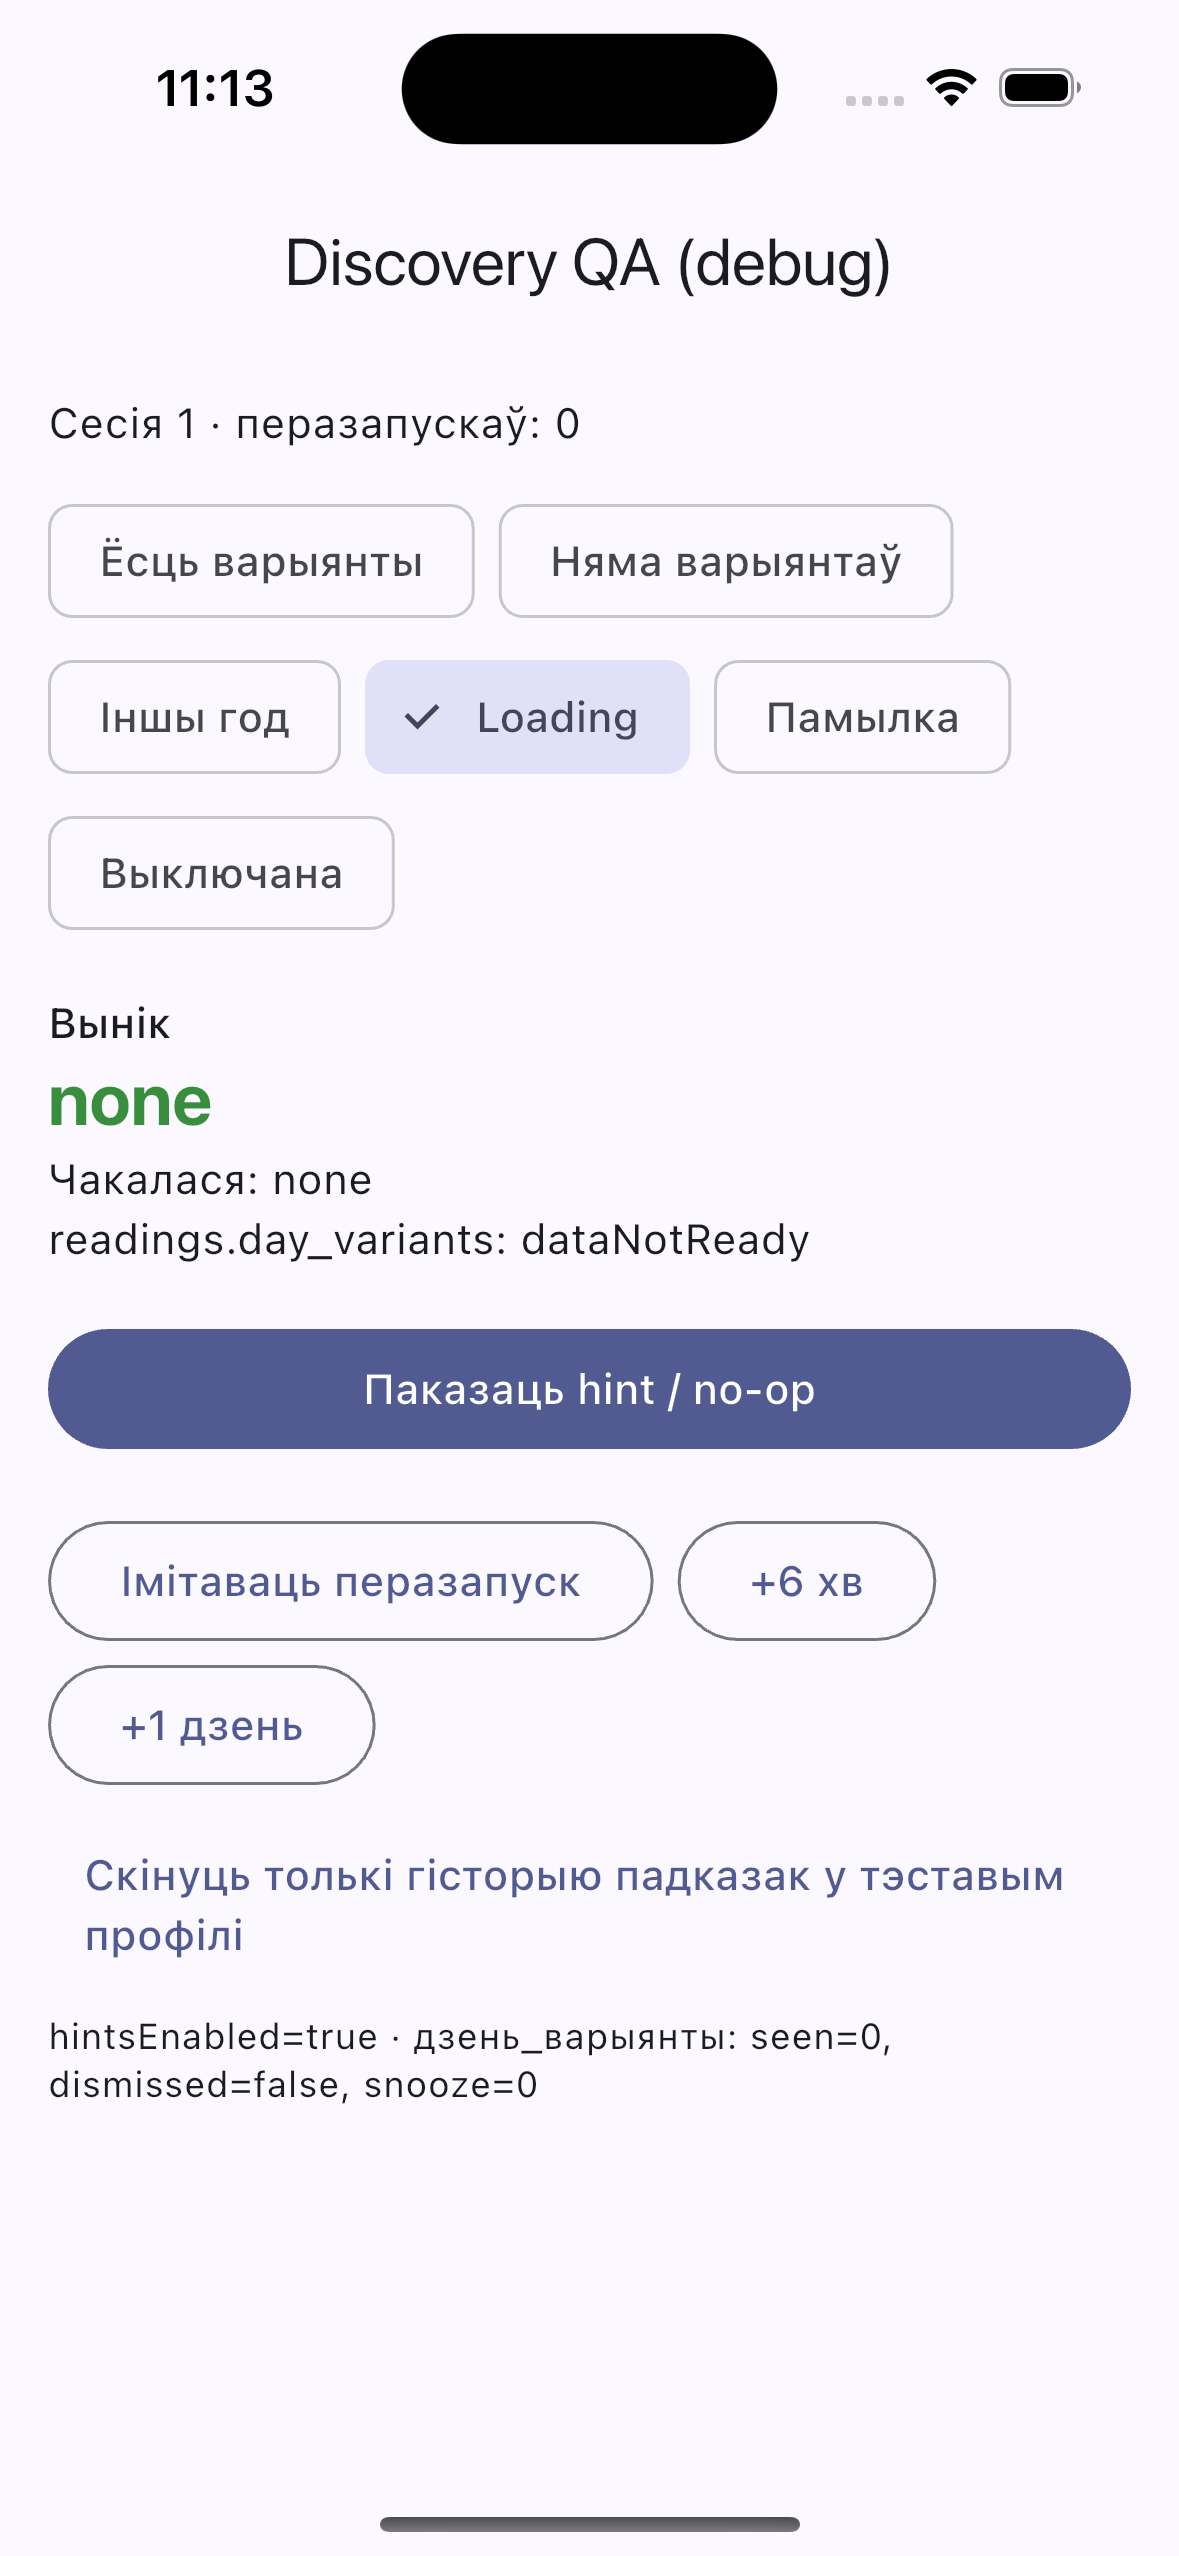 11:13
Discovery QA (debug)
Сесія 1 · перазапускаў: 0
Ёсць варыянты
Няма варыянтаў
Іншы год
Loading
Памылка
Выключана
Вынік
none
Чакалася: none
readings.day_variants: dataNotReady
Паказаць hint / no-op
Імітаваць перазапуск
+6 хв
+1 дзень
Скінуць толькі гісторыю падказак у тэставым
профілі
hintsEnabled=true · дзень_варыянты: seen=0,
dismissed=false, snooze=0